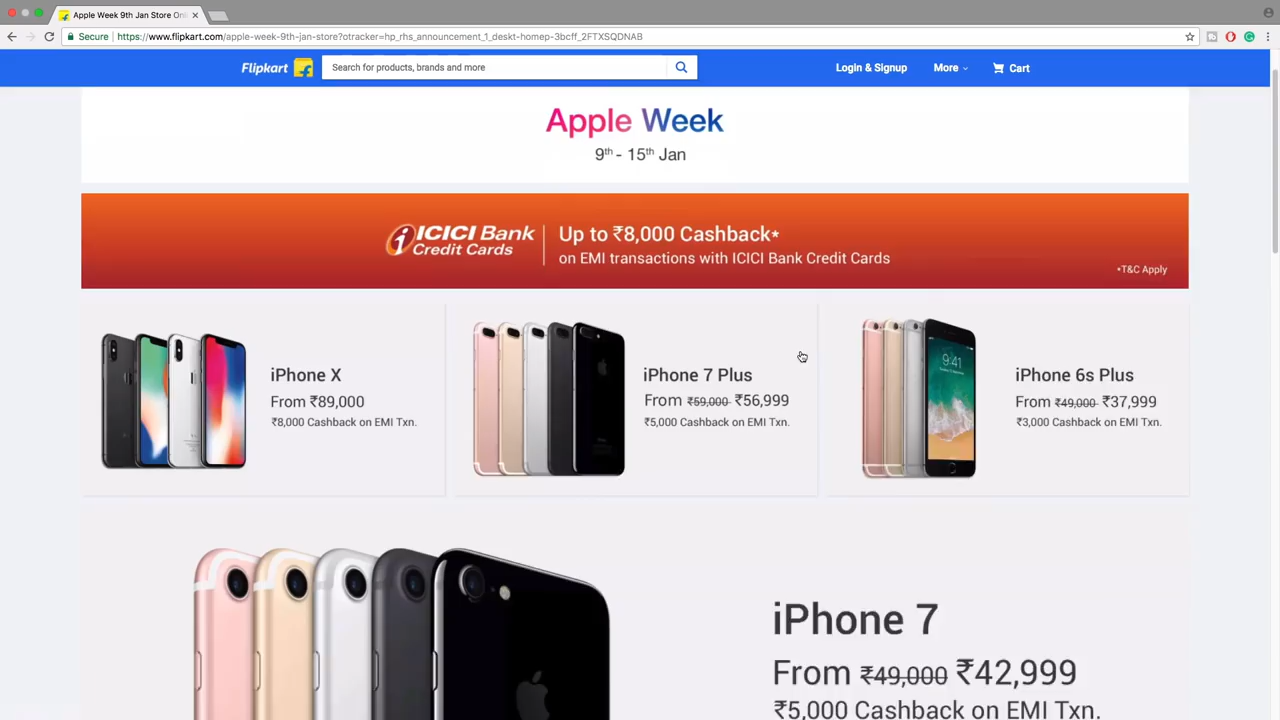 Apple Week 9th Jan Store On
Secure
https://www.flipkart.com/apple-week-9th-jan-store?otracker=hp_rhs_announcement_1_deskt-homep-3bcff_2FTXSQDNAB
Flipkart
Search for products, brands and more
Login & Signup
More
Cart
Apple Week
9th - 15th Jan
ICICI Bank
Credit Cards
Up to ₹8,000 Cashback*
on EMI transactions with ICICI Bank Credit Cards
*T&C Apply
iPhone X
From ₹89,000
₹8,000 Cashback on EMI Txn.
iPhone 7 Plus
From ₹59,000 ₹56,999
₹5,000 Cashback on EMI Txn.
9:41
iPhone 6s Plus
From ₹49,000 ₹37,999
₹3,000 Cashback on EMI Txn.
iPhone 7
From ₹49,000 ₹42,999
₹5,000 Cashback on EMI Txn.